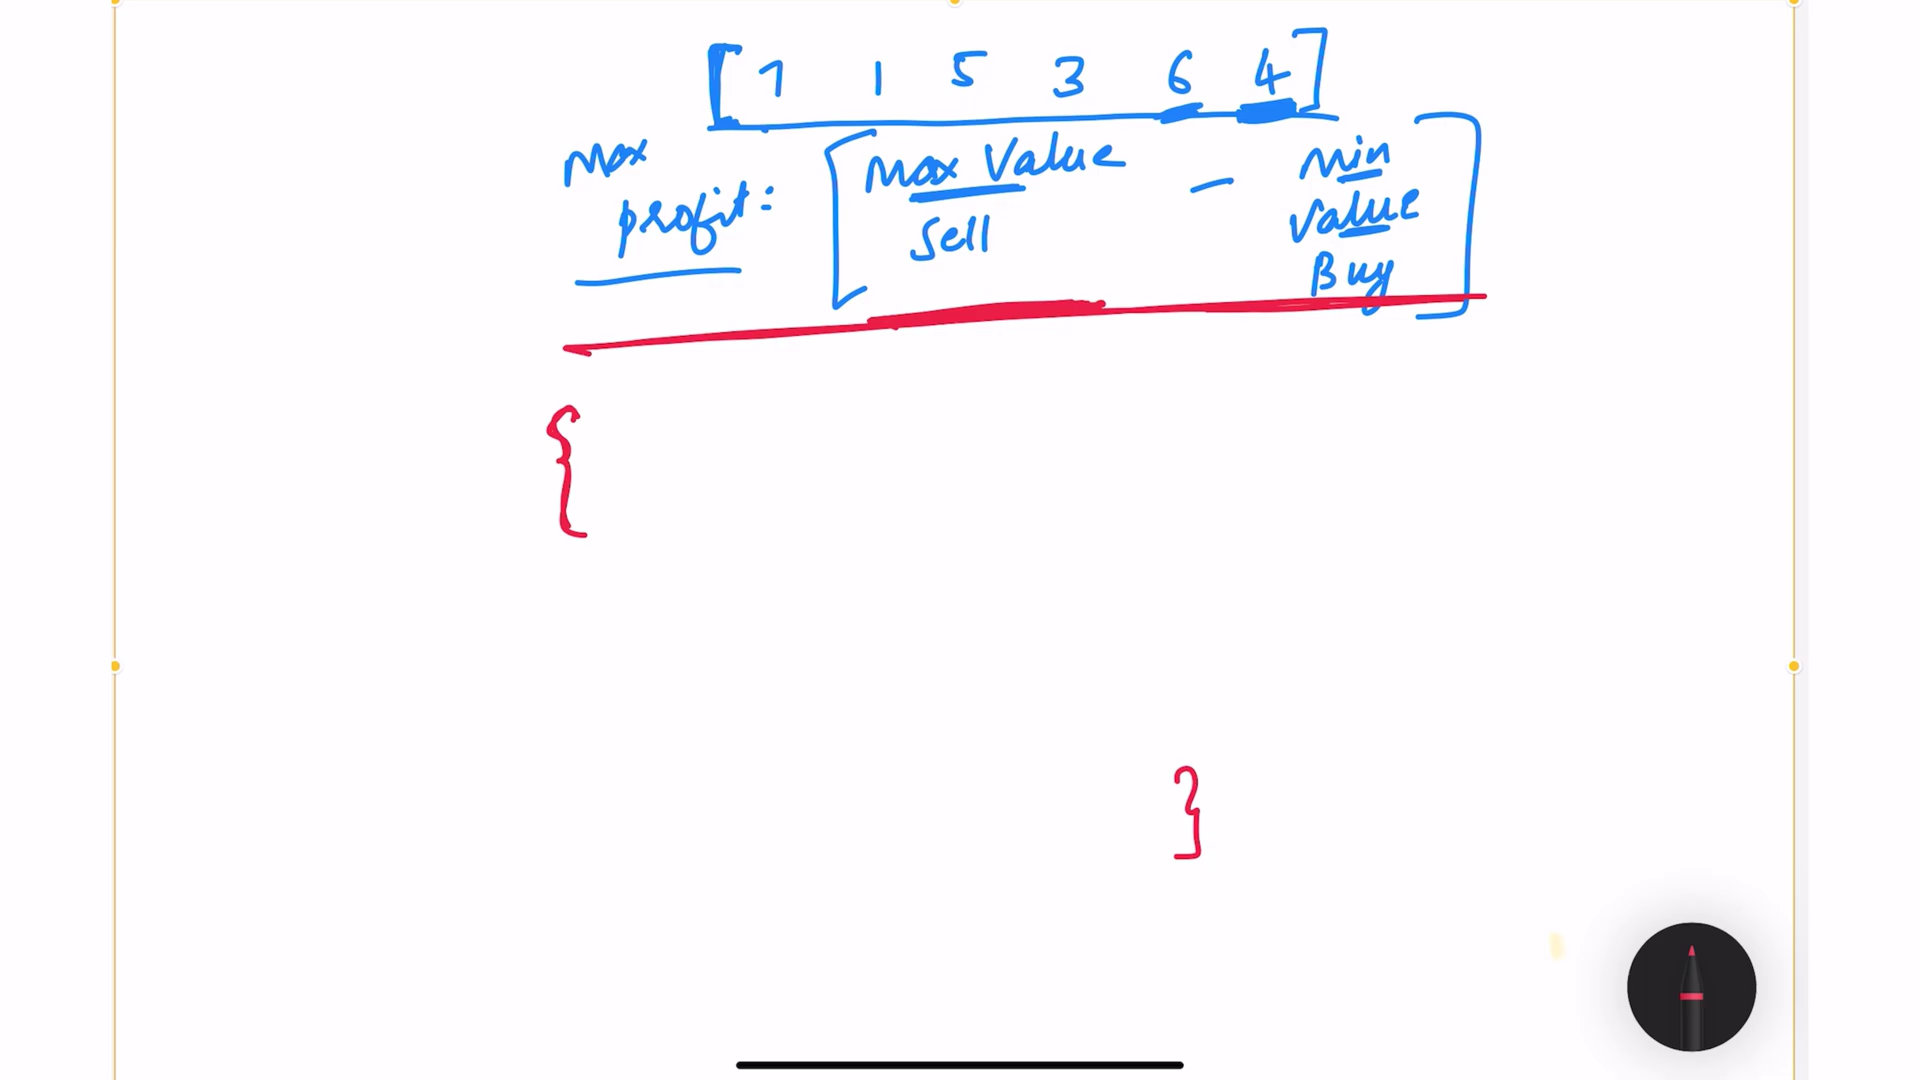 [ 7 1 5 3 6 4 ]
Max profit: [ Max Value Sell - Min Value Buy ]
{
}